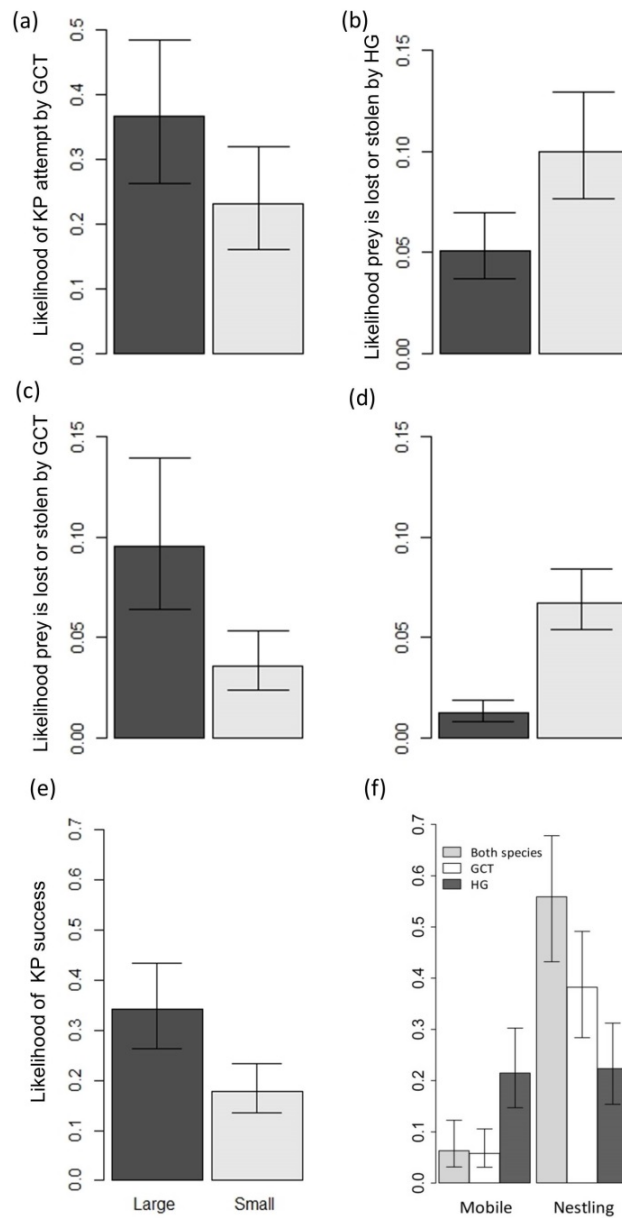 (a)
Likelihood of KP attempt by GCT
0.5
0.4
0.3
0.2
0.1
0.0
(b)
Likelihood prey is lost or stolen by HG
0.15
0.10
0.05
0.00
(c)
Likelihood prey is lost or stolen by GCT
0.15
0.10
0.05
0.00
(d)
0.15
0.10
0.05
0.00
(e)
Likelihood of KP success
0.7
0.6
0.5
0.4
0.3
0.2
0.1
0.0
Large Small
(f)
0.7
0.6
0.5
0.4
0.3
0.2
0.1
0.0
Both species
GCT
HG
Mobile Nestling